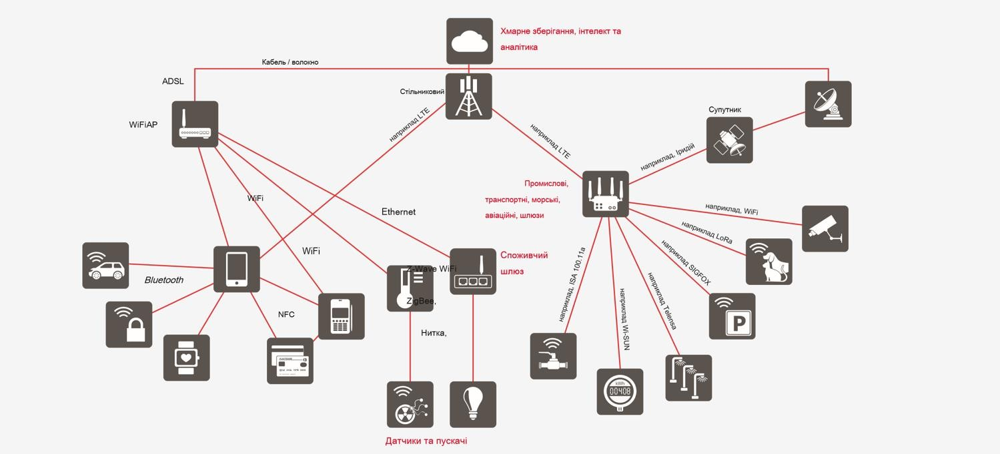 Хмарне зберігання, інтелект та
аналітика
Кабель / волокно
ADSL
Стільниковий
WiFiAP
наприклад LTE
наприклад LTE
Супутник
наприклад, Іридій
Промислові,
транспортні, морські,
авіаційні, шлюзи
WiFi
Ethernet
наприклад, WiFi
наприклад LoRa
WiFi
Споживчий
шлюз
Z-Wave WiFi
Bluetooth
ZigBee,
NFC
Нитка,
наприклад, ISA 100.11a
наприклад Wi-SUN
наприклад Telensa
наприклад SIGFOX
P
kWh
00408
Датчики та пускачі